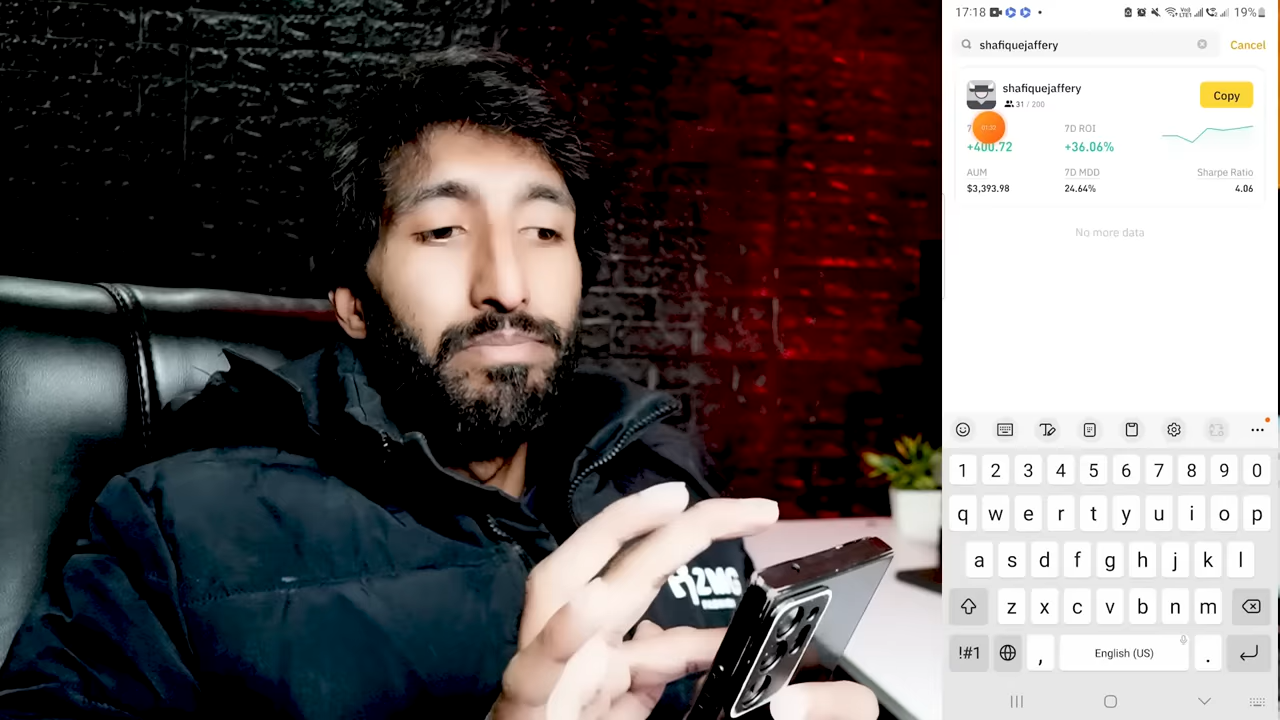 17:18
19%
shafiquejaffery
Cancel
shafiquejaffery
31 / 200
Copy
7D ROI
+400.72
+36.06%
AUM
7D MDD
Sharpe Ratio
$3,393.98
24.64%
4.06
No more data
1 2 3 4 5 6 7 8 9 0
q w e r t y u i o p
a s d f g h j k l
z x c v b n m
!#1 , English (US) .